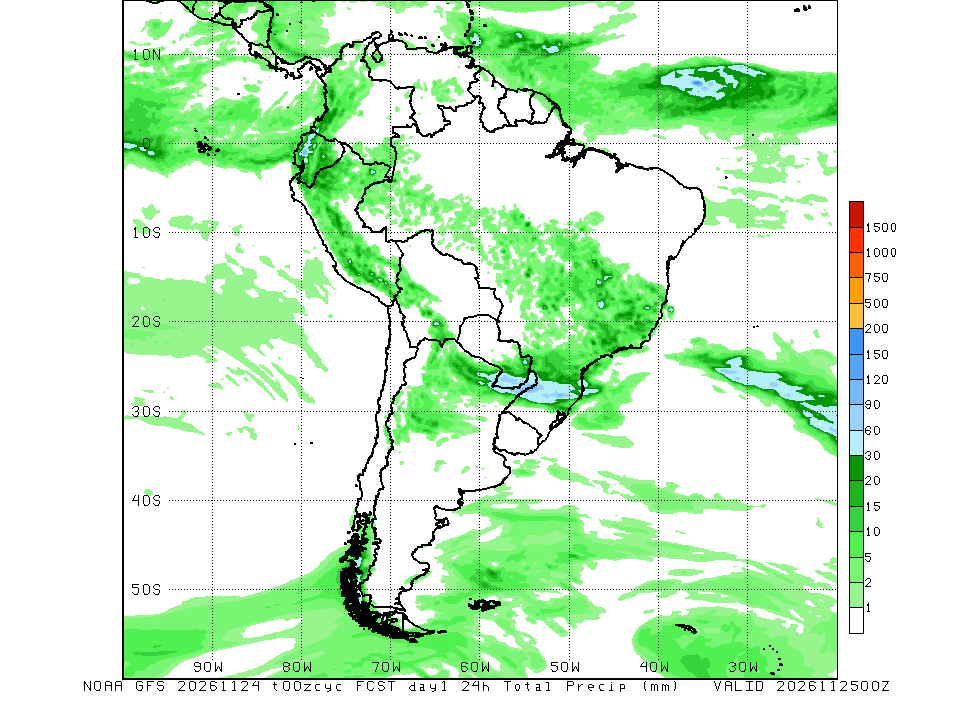 10N
0
10S
20S
30S
40S
50S
90W 80W 70W 60W 50W 40W 30W
1500
1000
750
500
200
150
120
90
60
30
20
15
10
5
2
1
NOAA GFS 20261124 t00zcyc FCST day1 24h Total Precip (mm) VALID 2026112500Z